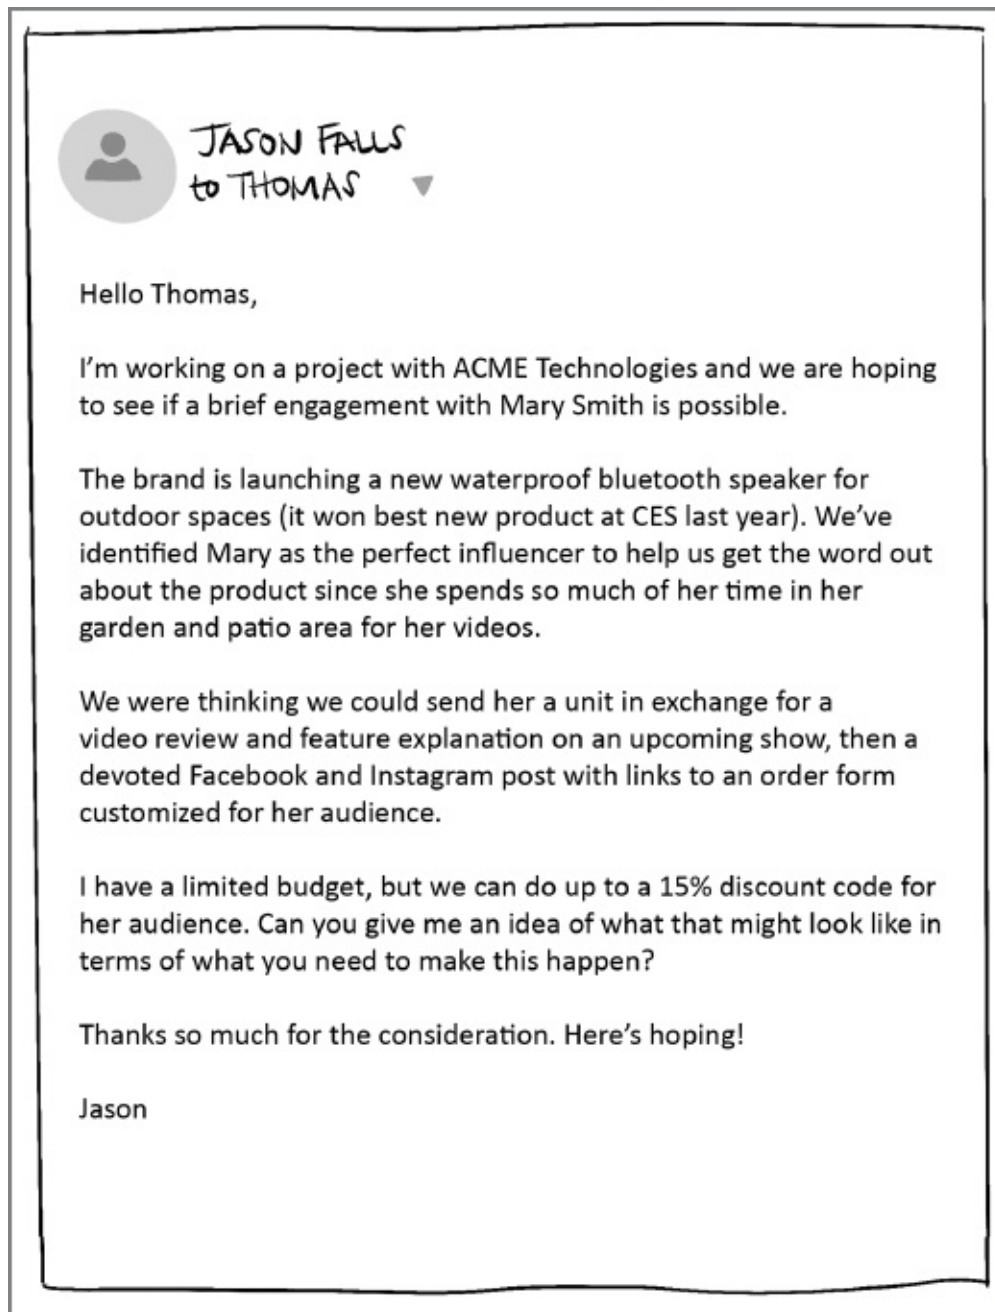 JASON FALLS
to THOMAS
Hello Thomas,
I’m working on a project with ACME Technologies and we are hoping
to see if a brief engagement with Mary Smith is possible.
The brand is launching a new waterproof bluetooth speaker for
outdoor spaces (it won best new product at CES last year). We’ve
identified Mary as the perfect influencer to help us get the word out
about the product since she spends so much of her time in her
garden and patio area for her videos.
We were thinking we could send her a unit in exchange for a
video review and feature explanation on an upcoming show, then a
devoted Facebook and Instagram post with links to an order form
customized for her audience.
I have a limited budget, but we can do up to a 15% discount code for
her audience. Can you give me an idea of what that might look like in
terms of what you need to make this happen?
Thanks so much for the consideration. Here’s hoping!
Jason